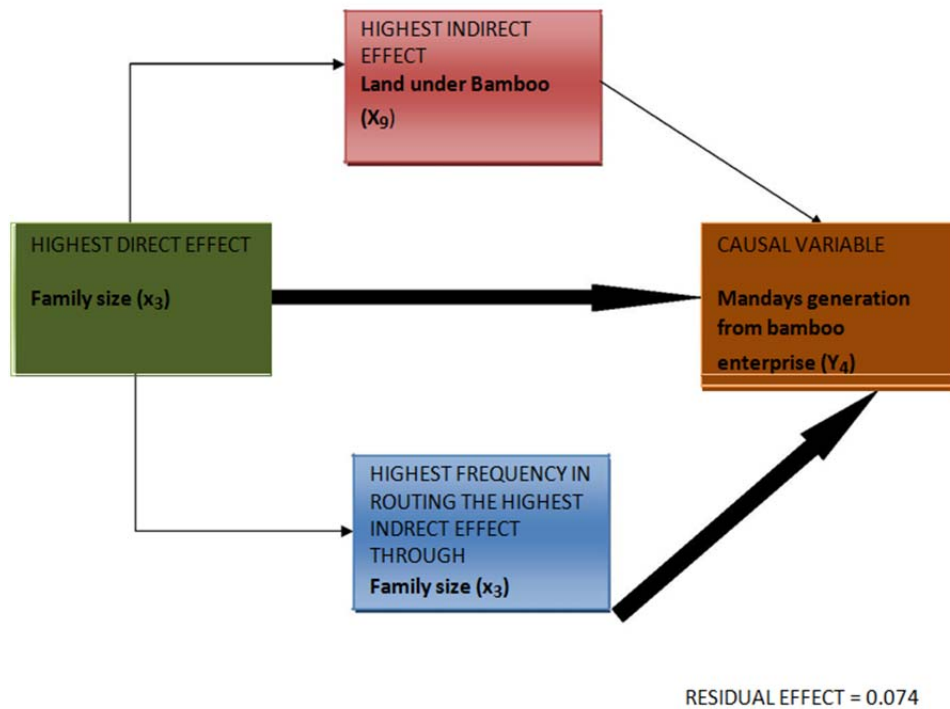 HIGHEST INDIRECT
EFFECT
Land under Bamboo
(X9)
HIGHEST DIRECT EFFECT
Family size (x3)
CAUSAL VARIABLE
Mandays generation
from bamboo
enterprise (Y4)
HIGHEST FREQUENCY IN
ROUTING THE HIGHEST
INDRECT EFFECT
THROUGH
Family size (x3)
RESIDUAL EFFECT = 0.074